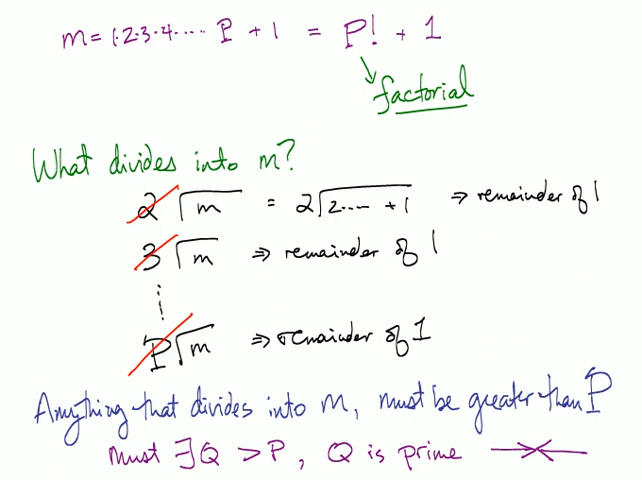 m = 1·2·3·4····· P + 1 = P! + 1
factorial
What divides into m?
2 √m = 2 √2···· +1 ⇒ remainder of 1
3 √m ⇒ remainder of 1
⋮
P √m ⇒ remainder of 1
Anything that divides into m, must be greater than P
Must ∃ Q > P, Q is prime